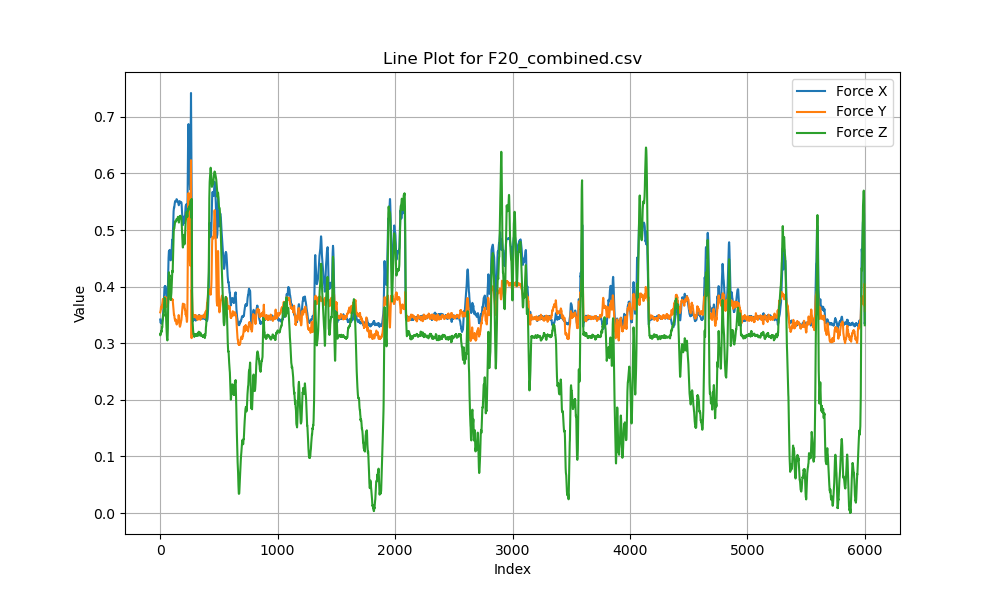 Line Plot for F20_combined.csv
Force X
Force Y
Force Z
Value
0.7
0.6
0.5
0.4
0.3
0.2
0.1
0.0
0 1000 2000 3000 4000 5000 6000
Index